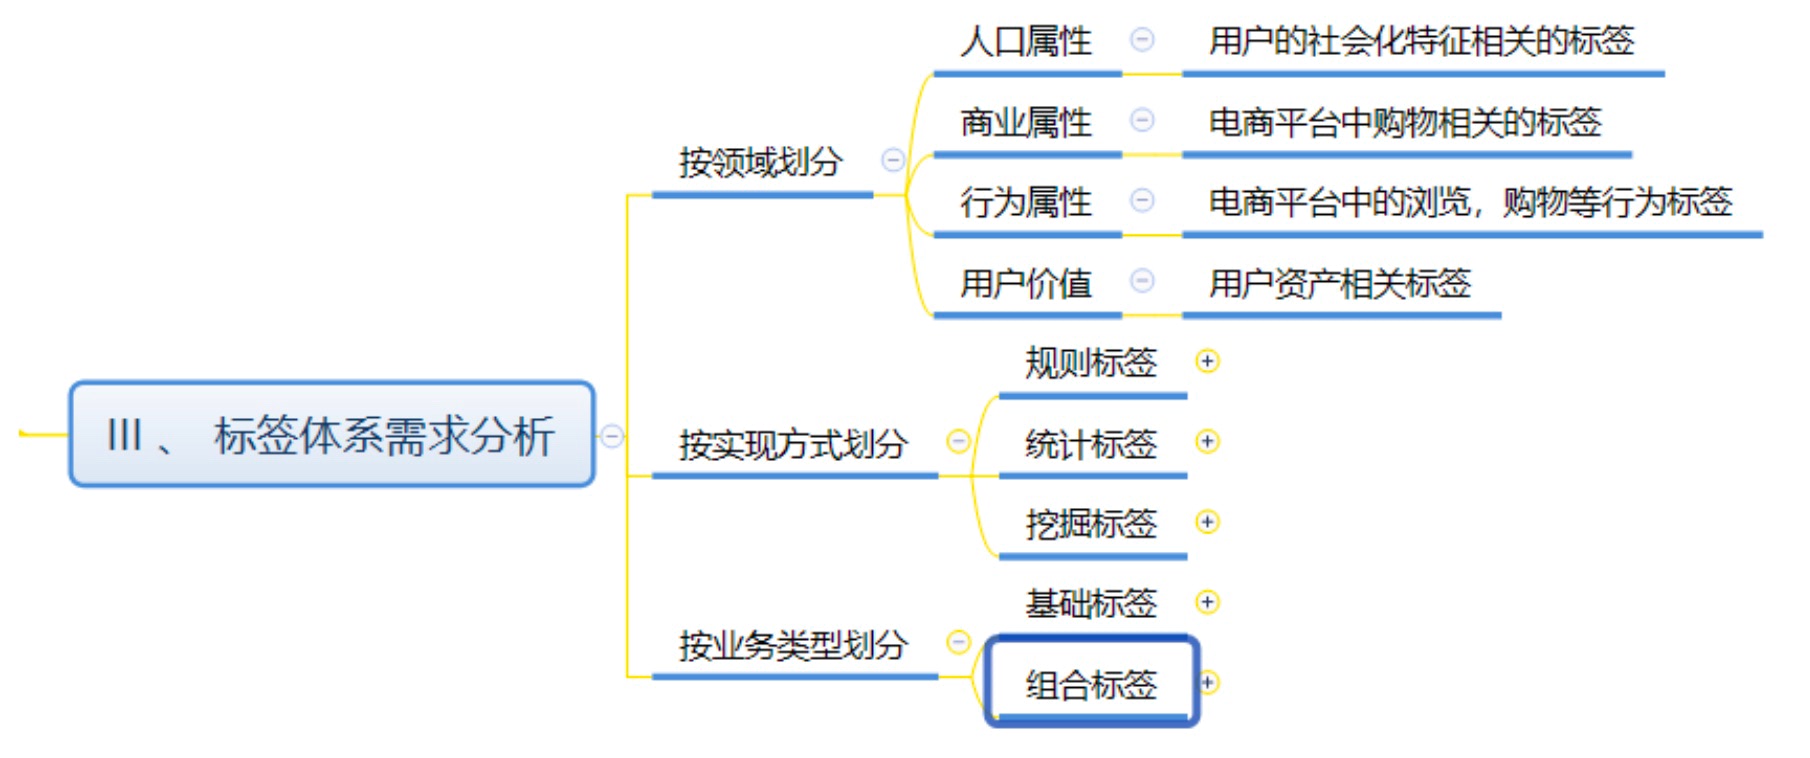 III 、 标签体系需求分析
按领域划分
人口属性
用户的社会化特征相关的标签
商业属性
电商平台中购物相关的标签
行为属性
电商平台中的浏览，购物等行为标签
用户价值
用户资产相关标签
按实现方式划分
规则标签
统计标签
挖掘标签
按业务类型划分
基础标签
组合标签